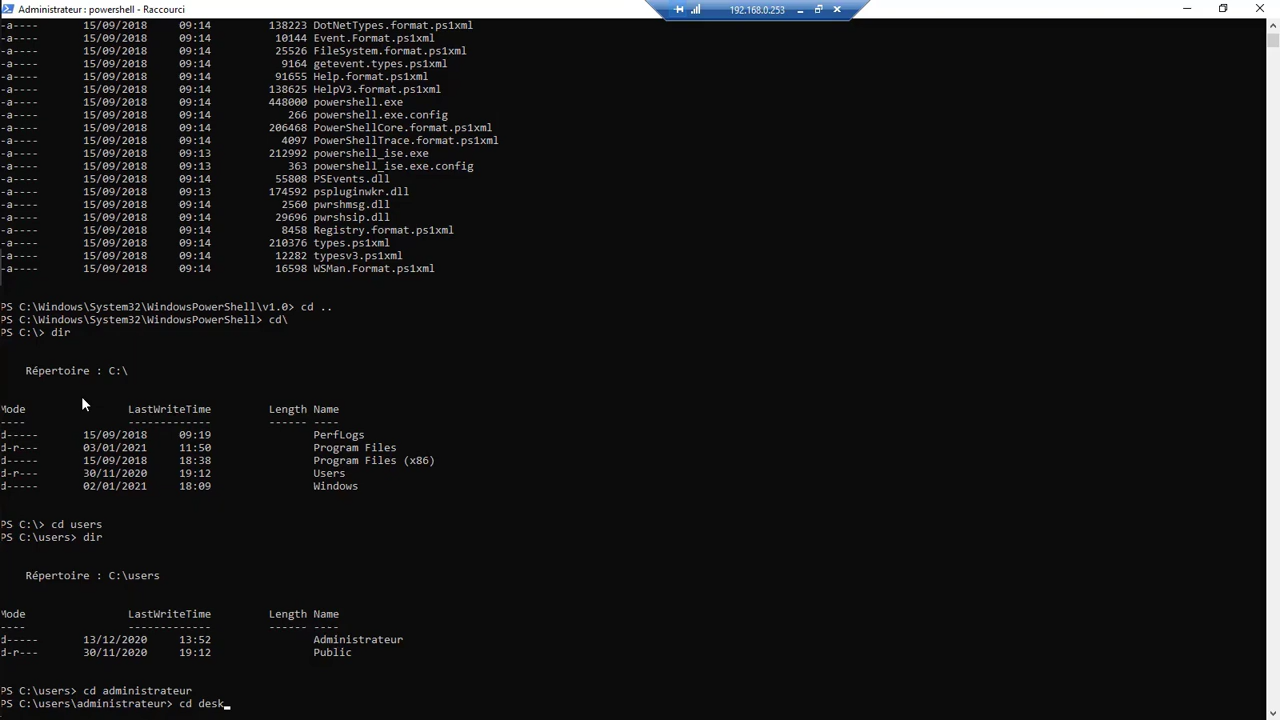 Administrateur : powershell - Raccourci
192.168.0.253
-a---- 15/09/2018 09:14 138223 DotNetTypes.format.ps1xml
-a---- 15/09/2018 09:14 10144 Event.Format.ps1xml
-a---- 15/09/2018 09:14 25526 FileSystem.format.ps1xml
-a---- 15/09/2018 09:14 9164 getevent.types.ps1xml
-a---- 15/09/2018 09:14 91655 Help.format.ps1xml
-a---- 15/09/2018 09:14 138625 HelpV3.format.ps1xml
-a---- 15/09/2018 09:14 448000 powershell.exe
-a---- 15/09/2018 09:14 266 powershell.exe.config
-a---- 15/09/2018 09:14 206468 PowerShellCore.format.ps1xml
-a---- 15/09/2018 09:14 4097 PowerShellTrace.format.ps1xml
-a---- 15/09/2018 09:13 212992 powershell_ise.exe
-a---- 15/09/2018 09:13 363 powershell_ise.exe.config
-a---- 15/09/2018 09:14 55808 PSEvents.dll
-a---- 15/09/2018 09:13 174592 pspluginwkr.dll
-a---- 15/09/2018 09:14 2560 pwrshmsg.dll
-a---- 15/09/2018 09:14 29696 pwrshsip.dll
-a---- 15/09/2018 09:14 8458 Registry.format.ps1xml
-a---- 15/09/2018 09:14 210376 types.ps1xml
-a---- 15/09/2018 09:14 12282 typesv3.ps1xml
-a---- 15/09/2018 09:14 16598 WSMan.Format.ps1xml
PS C:\Windows\System32\WindowsPowerShell\v1.0> cd ..
PS C:\Windows\System32\WindowsPowerShell> cd\
PS C:\> dir
Répertoire : C:\
Mode LastWriteTime Length Name
---- ------------- ------ ----
d----- 15/09/2018 09:19 PerfLogs
d-r--- 03/01/2021 11:50 Program Files
d----- 15/09/2018 18:38 Program Files (x86)
d-r--- 30/11/2020 19:12 Users
d----- 02/01/2021 18:09 Windows
PS C:\> cd users
PS C:\users> dir
Répertoire : C:\users
Mode LastWriteTime Length Name
---- ------------- ------ ----
d----- 13/12/2020 13:52 Administrateur
d-r--- 30/11/2020 19:12 Public
PS C:\users> cd administrateur
PS C:\users\administrateur> cd desk_